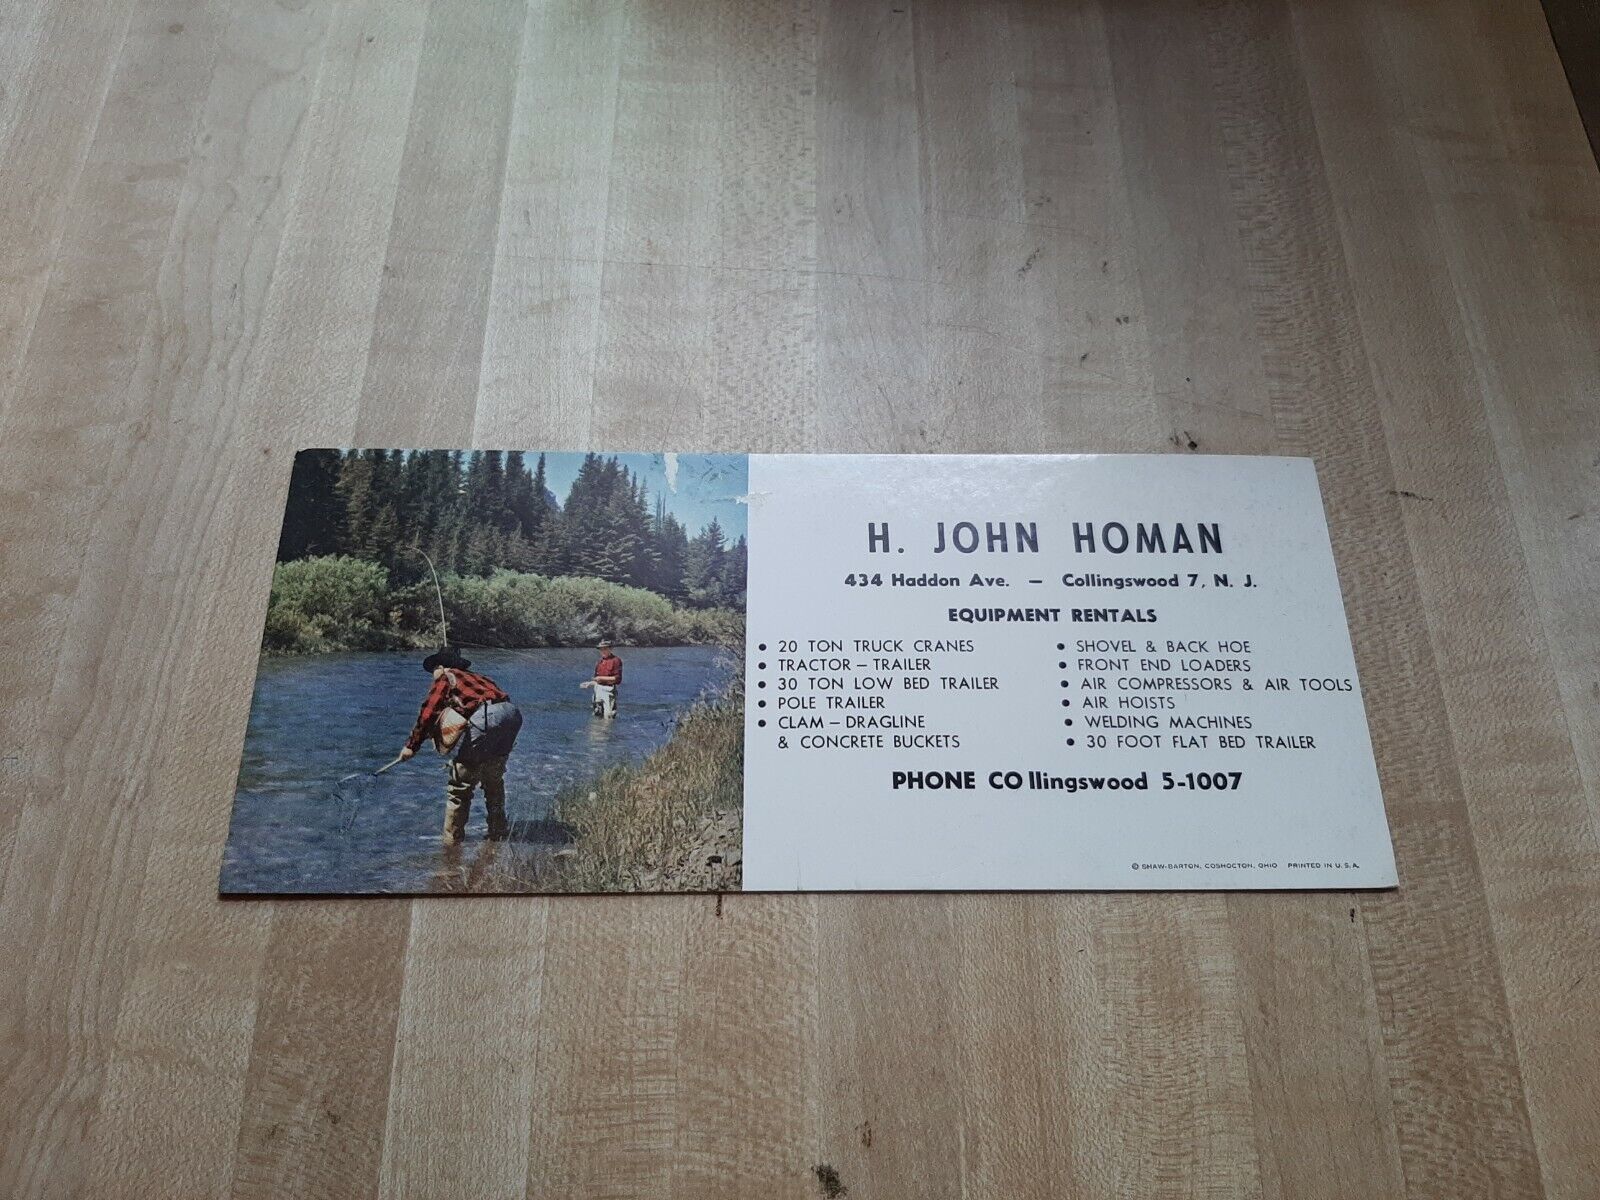 H. JOHN HOMAN
434 Haddon Ave. — Collingswood 7, N. J.
EQUIPMENT RENTALS
• 20 TON TRUCK CRANES
• TRACTOR – TRAILER
• 30 TON LOW BED TRAILER
• POLE TRAILER
• CLAM – DRAGLINE
& CONCRETE BUCKETS
• SHOVEL & BACK HOE
• FRONT END LOADERS
• AIR COMPRESSORS & AIR TOOLS
• AIR HOISTS
• WELDING MACHINES
• 30 FOOT FLAT BED TRAILER
PHONE CO llingswood 5-1007
© SHAW-BARTON, COSHOCTON, OHIO PRINTED IN U. S. A.